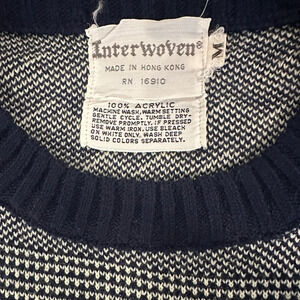 Interwoven®
M
MADE IN HONG KONG
RN 16910
100% ACRYLIC
MACHINE WASH, WARM SETTING
GENTLE CYCLE. TUMBLE DRY-
REMOVE PROMPTLY. IF PRESSED
USE WARM IRON. USE BLEACH
ON WHITE ONLY. WASH DEEP
SOLID COLORS SEPARATELY.